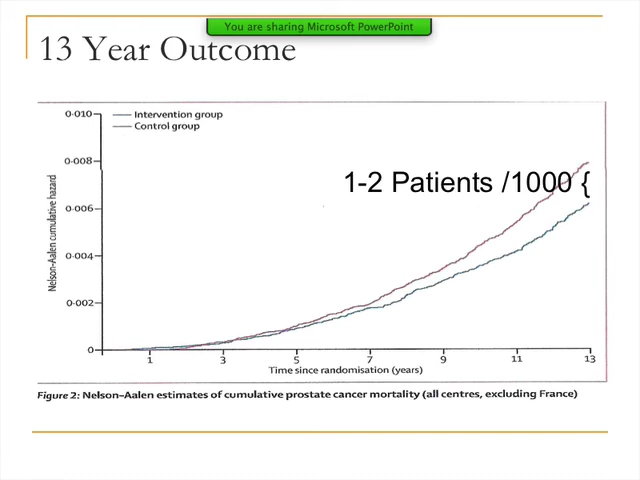 You are sharing Microsoft PowerPoint
13 Year Outcome
0·010
Intervention group
Control group
0·008
1-2 Patients /1000 {
0·006
Nelson-Aalen cumulative hazard
0·004
0·002
0
1 3 5 7 9 11 13
Time since randomisation (years)
Figure 2: Nelson–Aalen estimates of cumulative prostate cancer mortality (all centres, excluding France)